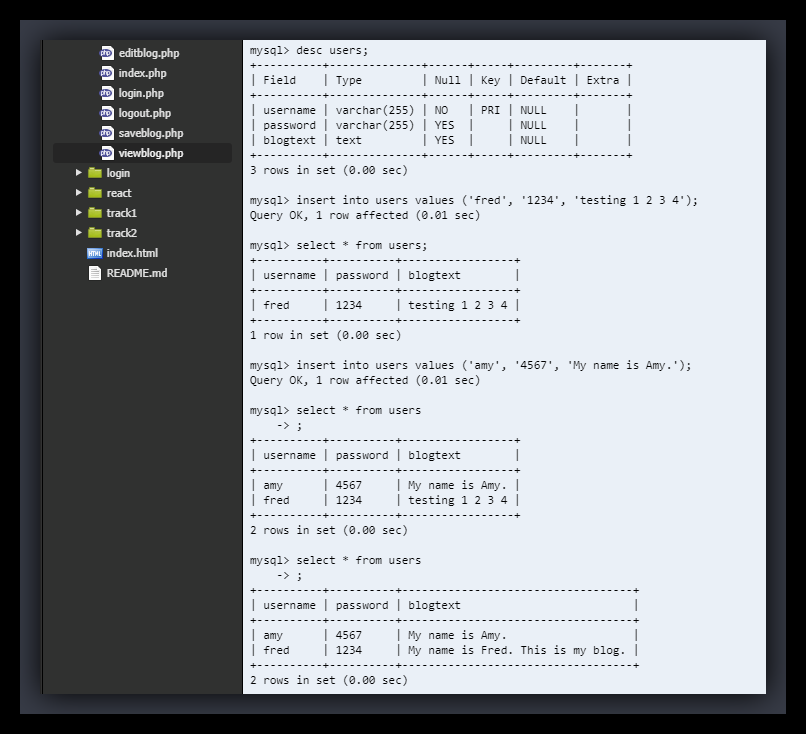 editblog.php
index.php
login.php
logout.php
saveblog.php
viewblog.php
login
react
track1
track2
index.html
README.md
mysql> desc users;
+----------+--------------+------+-----+---------+-------+
| Field    | Type         | Null | Key | Default | Extra |
+----------+--------------+------+-----+---------+-------+
| username | varchar(255) | NO   | PRI | NULL    |       |
| password | varchar(255) | YES  |     | NULL    |       |
| blogtext | text         | YES  |     | NULL    |       |
+----------+--------------+------+-----+---------+-------+
3 rows in set (0.00 sec)
mysql> insert into users values ('fred', '1234', 'testing 1 2 3 4');
Query OK, 1 row affected (0.01 sec)
mysql> select * from users;
+----------+----------+-----------------+
| username | password | blogtext        |
+----------+----------+-----------------+
| fred     | 1234     | testing 1 2 3 4 |
+----------+----------+-----------------+
1 row in set (0.00 sec)
mysql> insert into users values ('amy', '4567', 'My name is Amy.');
Query OK, 1 row affected (0.01 sec)
mysql> select * from users
    -> ;
+----------+----------+-----------------+
| username | password | blogtext        |
+----------+----------+-----------------+
| amy      | 4567     | My name is Amy. |
| fred     | 1234     | testing 1 2 3 4 |
+----------+----------+-----------------+
2 rows in set (0.00 sec)
mysql> select * from users
    -> ;
+----------+----------+-----------------------------------+
| username | password | blogtext                          |
+----------+----------+-----------------------------------+
| amy      | 4567     | My name is Amy.                   |
| fred     | 1234     | My name is Fred. This is my blog. |
+----------+----------+-----------------------------------+
2 rows in set (0.00 sec)